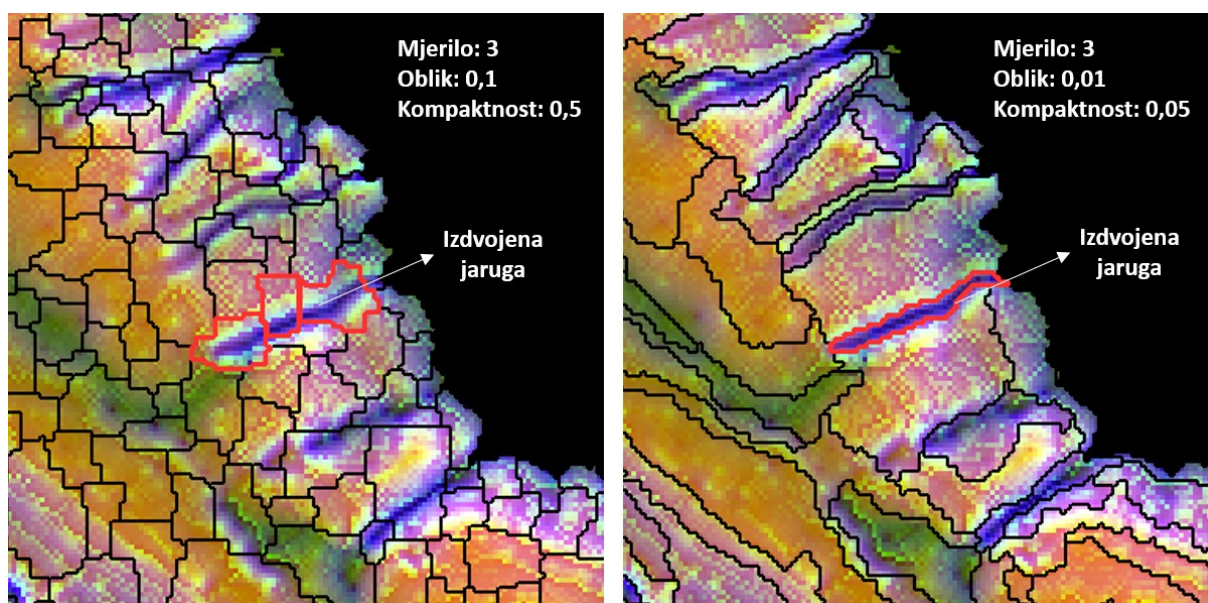 Mjerilo: 3
Oblik: 0,1
Kompaktnost: 0,5
Izdvojena
jaruga
Mjerilo: 3
Oblik: 0,01
Kompaktnost: 0,05
Izdvojena
jaruga